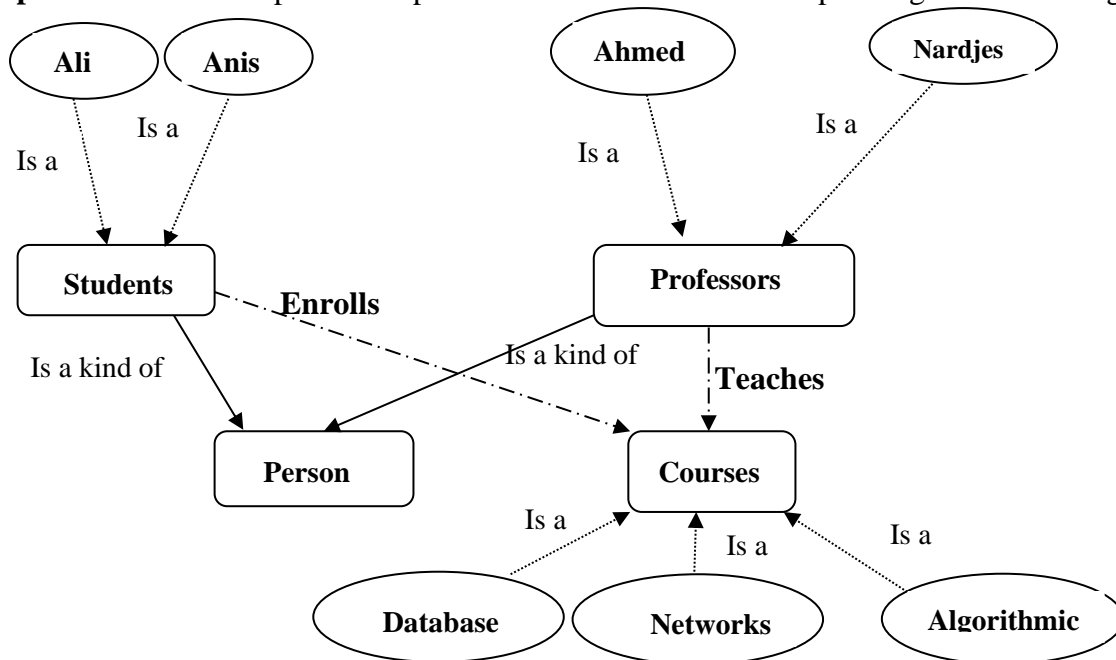 Ali
Anis
Ahmed
Nardjes
Is a
Is a
Is a
Is a
Students
Professors
Enrolls
Is a kind of
Is a kind of
Teaches
Person
Courses
Is a
Is a
Is a
Database
Networks
Algorithmic